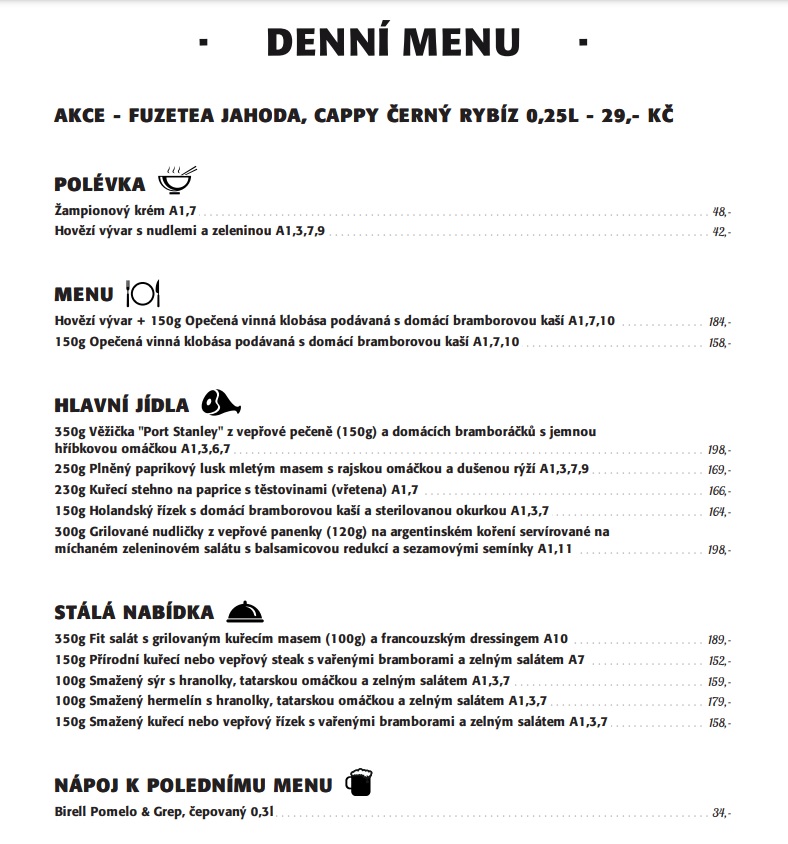 DENNÍ MENU
AKCE - FUZETEA JAHODA, CAPPY ČERNÝ RYBÍZ 0,25L - 29,- KČ
POLÉVKA
Žampionový krém A1,7 48,-
Hovězí vývar s nudlemi a zeleninou A1,3,7,9 42,-
MENU
Hovězí vývar + 150g Opečená vinná klobása podávaná s domácí bramborovou kaší A1,7,10 184,-
150g Opečená vinná klobása podávaná s domácí bramborovou kaší A1,7,10 158,-
HLAVNÍ JÍDLA
350g Věžička "Port Stanley" z vepřové pečeně (150g) a domácích bramboráčků s jemnou
hříbkovou omáčkou A1,3,6,7 198,-
250g Plněný paprikový lusk mletým masem s rajskou omáčkou a dušenou rýží A1,3,7,9 169,-
230g Kuřecí stehno na paprice s těstovinami (vřetena) A1,7 166,-
150g Holandský řízek s domácí bramborovou kaší a sterilovanou okurkou A1,3,7 164,-
300g Grilované nudličky z vepřové panenky (120g) na argentinském koření servírované na
míchaném zeleninovém salátu s balsamicovou redukcí a sezamovými semínky A1,11 198,-
STÁLÁ NABÍDKA
350g Fit salát s grilovaným kuřecím masem (100g) a francouzským dressingem A10 189,-
150g Přírodní kuřecí nebo vepřový steak s vařenými bramborami a zelným salátem A7 152,-
100g Smažený sýr s hranolky, tatarskou omáčkou a zelným salátem A1,3,7 159,-
100g Smažený hermelín s hranolky, tatarskou omáčkou a zelným salátem A1,3,7 179,-
150g Smažený kuřecí nebo vepřový řízek s vařenými bramborami a zelným salátem A1,3,7 158,-
NÁPOJ K POLEDNÍMU MENU
Birell Pomelo & Grep, čepovaný 0,3l 34,-